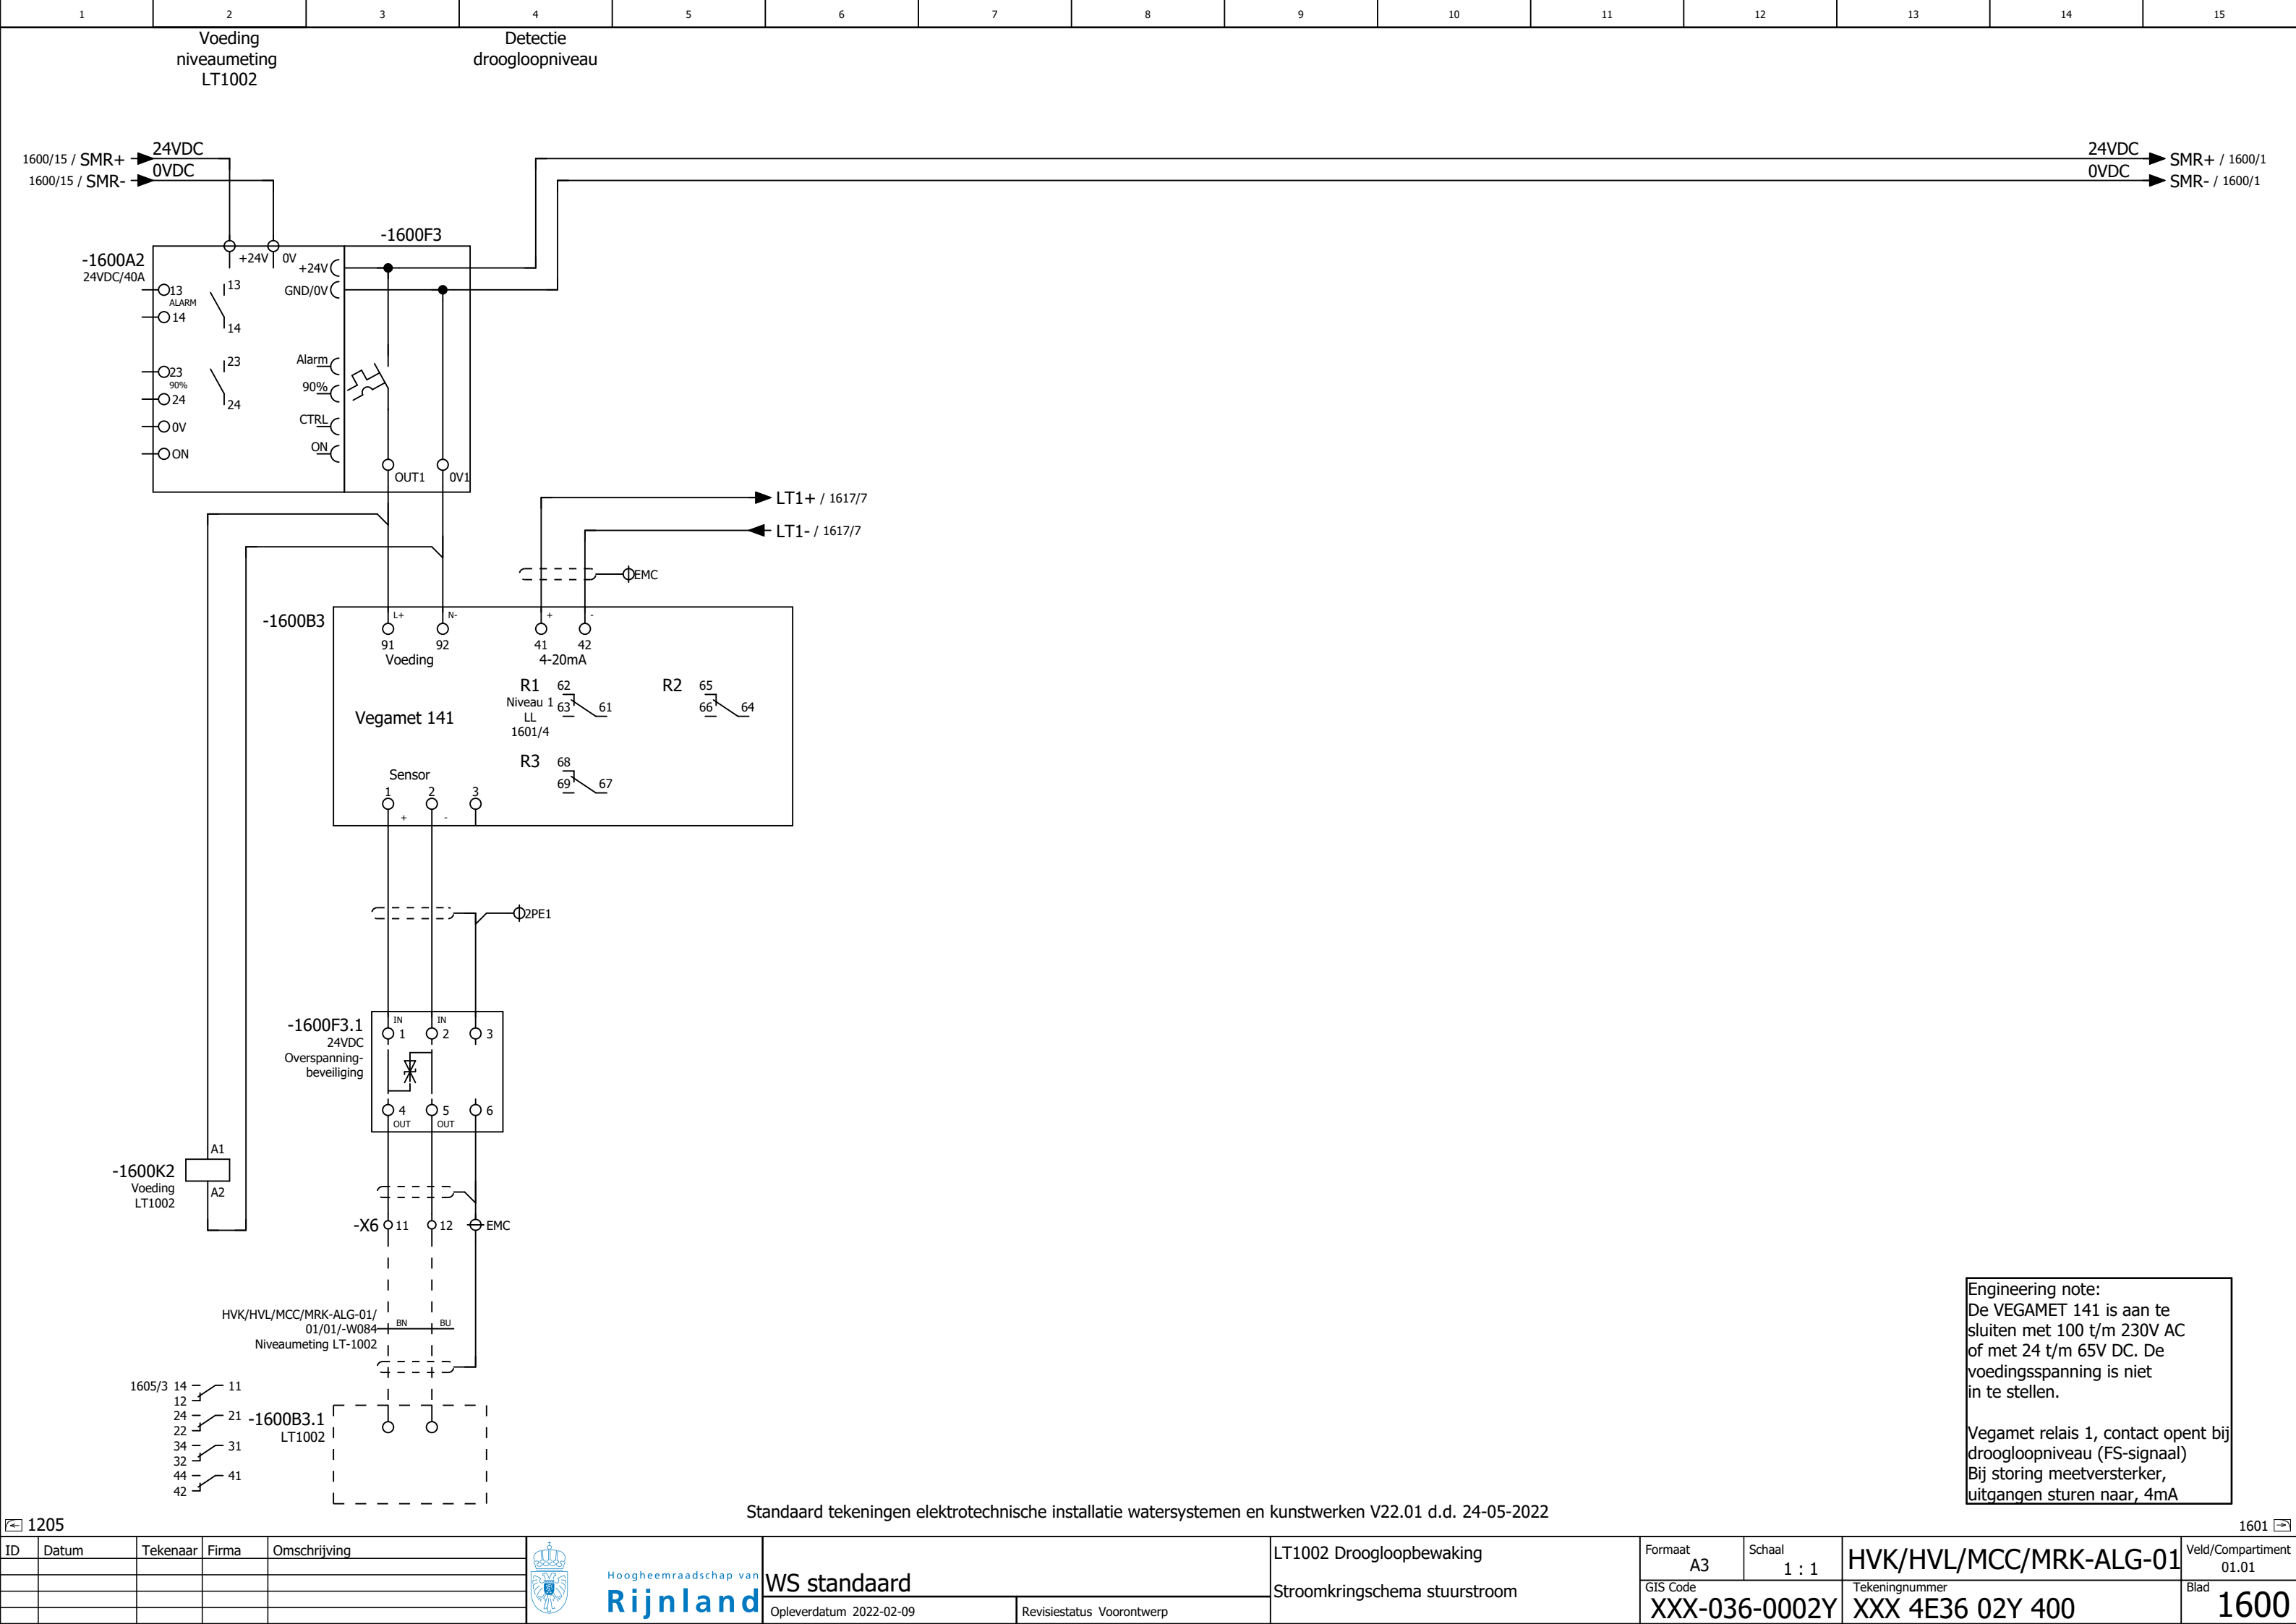 1 2 3 4 5 6 7 8 9 10 11 12 13 14 15
Voeding
niveaumeting
LT1002
Detectie
droogloopniveau
1600/15 / SMR+
24VDC
1600/15 / SMR-
0VDC
24VDC
SMR+ / 1600/1
0VDC
SMR- / 1600/1
-1600F3
-1600A2
24VDC/40A
+24V 0V
+24V
GND/0V
13
ALARM
14
13
14
23
90%
24
23
24
0V
ON
Alarm
90%
CTRL
ON
OUT1
0V1
LT1+ / 1617/7
LT1- / 1617/7
EMC
-1600B3
L+
N-
+
-
91
92
41
42
Voeding
4-20mA
Vegamet 141
R1
Niveau 1
LL
1601/4
62
63
61
R2
65
66
64
R3
68
69
67
Sensor
1
2
3
+
-
2PE1
-1600F3.1
24VDC
Overspanning-
beveiliging
IN
IN
1
2
3
4
5
6
OUT
OUT
A1
-1600K2
Voeding
LT1002
A2
-X6
11
12
EMC
HVK/HVL/MCC/MRK-ALG-01/
01/01/-W084
Niveaumeting LT-1002
BN
BU
1605/3 14 11
12
24 21
22
34 31
32
44 41
42
-1600B3.1
LT1002
Engineering note:
De VEGAMET 141 is aan te
sluiten met 100 t/m 230V AC
of met 24 t/m 65V DC. De
voedingsspanning is niet
in te stellen.
Vegamet relais 1, contact opent bij
droogloopniveau (FS-signaal)
Bij storing meetversterker,
uitgangen sturen naar, 4mA
Standaard tekeningen elektrotechnische installatie watersystemen en kunstwerken V22.01 d.d. 24-05-2022
1205
1601
ID Datum Tekenaar Firma Omschrijving
Hoogheemraadschap van
Rijnland
WS standaard
Opleverdatum 2022-02-09
Revisiestatus Voorontwerp
LT1002 Droogloopbewaking
Stroomkringschema stuurstroom
Formaat
A3
Schaal
1 : 1
HVK/HVL/MCC/MRK-ALG-01
Veld/Compartiment
01.01
GIS Code
XXX-036-0002Y
Tekeningnummer
XXX 4E36 02Y 400
Blad
1600